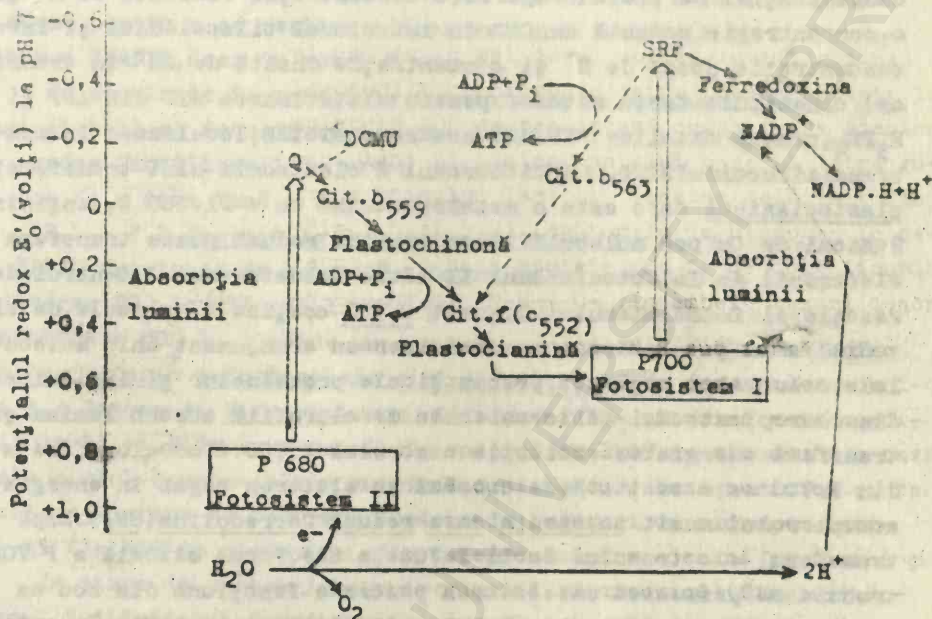 Potențialul redox E'o (volți) la pH 7
-0,6
-0,4
-0,2
0
+0,2
+0,4
+0,6
+0,8
+1,0
SRF
Ferredoxina
NADP+
NADP.H+H+
ADP+Pi
ATP
Cit.b563
Q
DCMU
Cit.b559
Plastochinonă
ADP+Pi
ATP
Cit.f(c552)
Plastocianină
Absorbția
luminii
Absorbția
luminii
P700
Fotosistem I
P 680
Fotosistem II
e-
H2O
O2
2H+